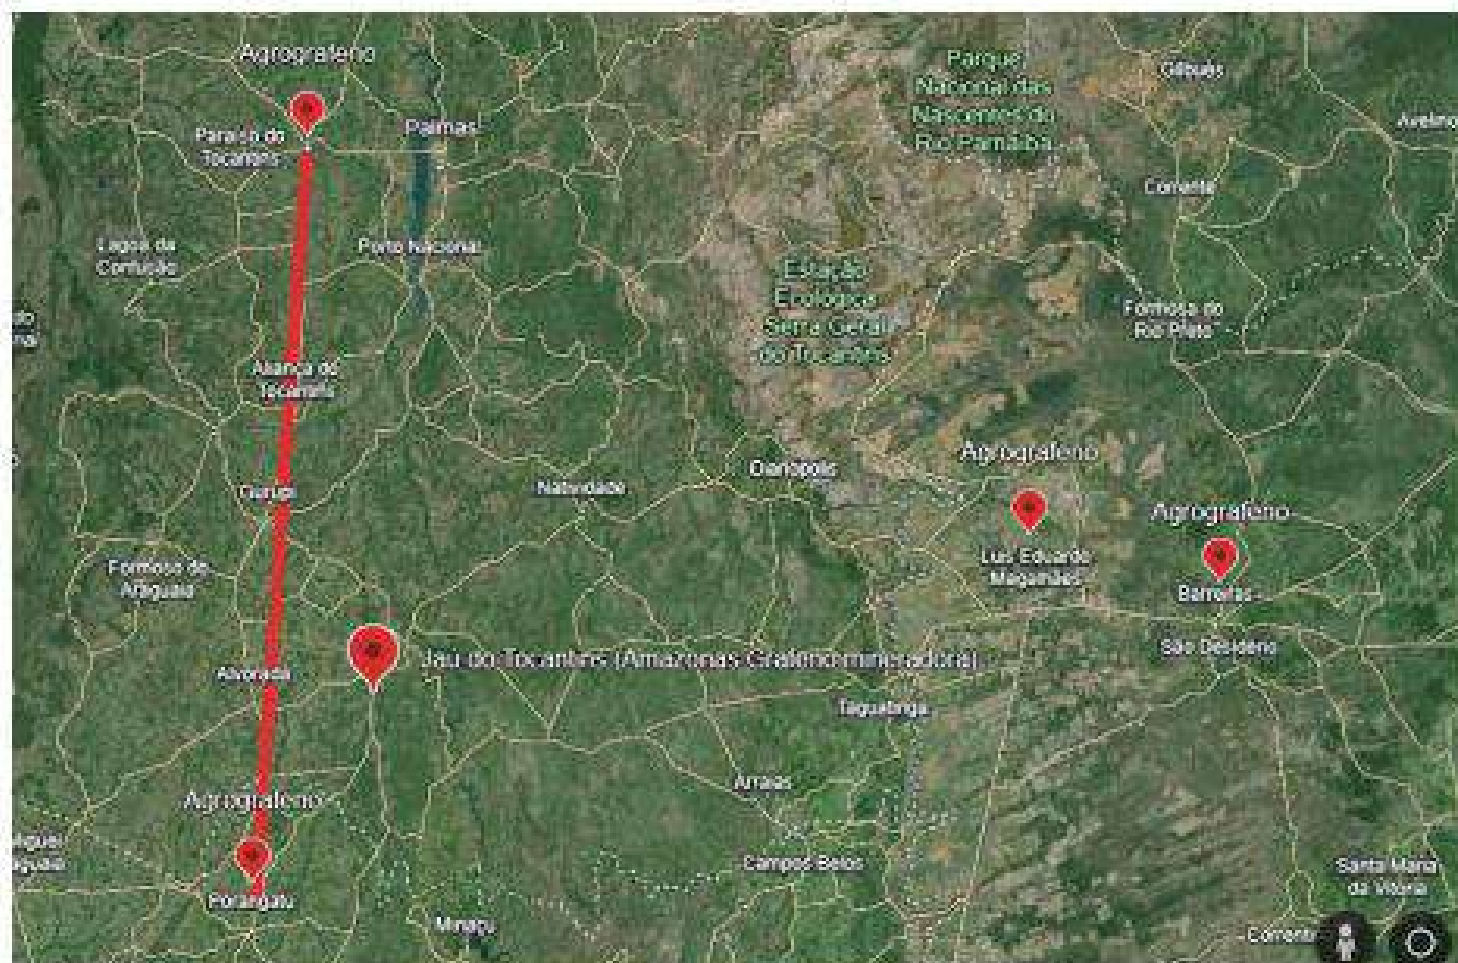 Agrografeno
Paraíso do
Tocantins
Palmas
Parque
Nacional das
Nascentes do
Rio Parnaíba
Gilbués
Avelino
Corrente
Lagoa da
Confusão
Porto Nacional
Estação
Ecológica
Serra Geral
do Tocantins
Formosa do
Rio Preto
Aliança do
Tocantins
Agrografeno
Dianópolis
Natividade
Gurupi
Agrografeno
Luís Eduardo
Magalhães
Formoso do
Araguaia
Barreiras
São Desidério
Jaú do Tocantins (Amazonas Grafeno mineradora)
Alvorada
Taguatinga
Arraias
Agrografeno
Campos Belos
Santa Maria
da Vitória
Porangatu
Minaçu